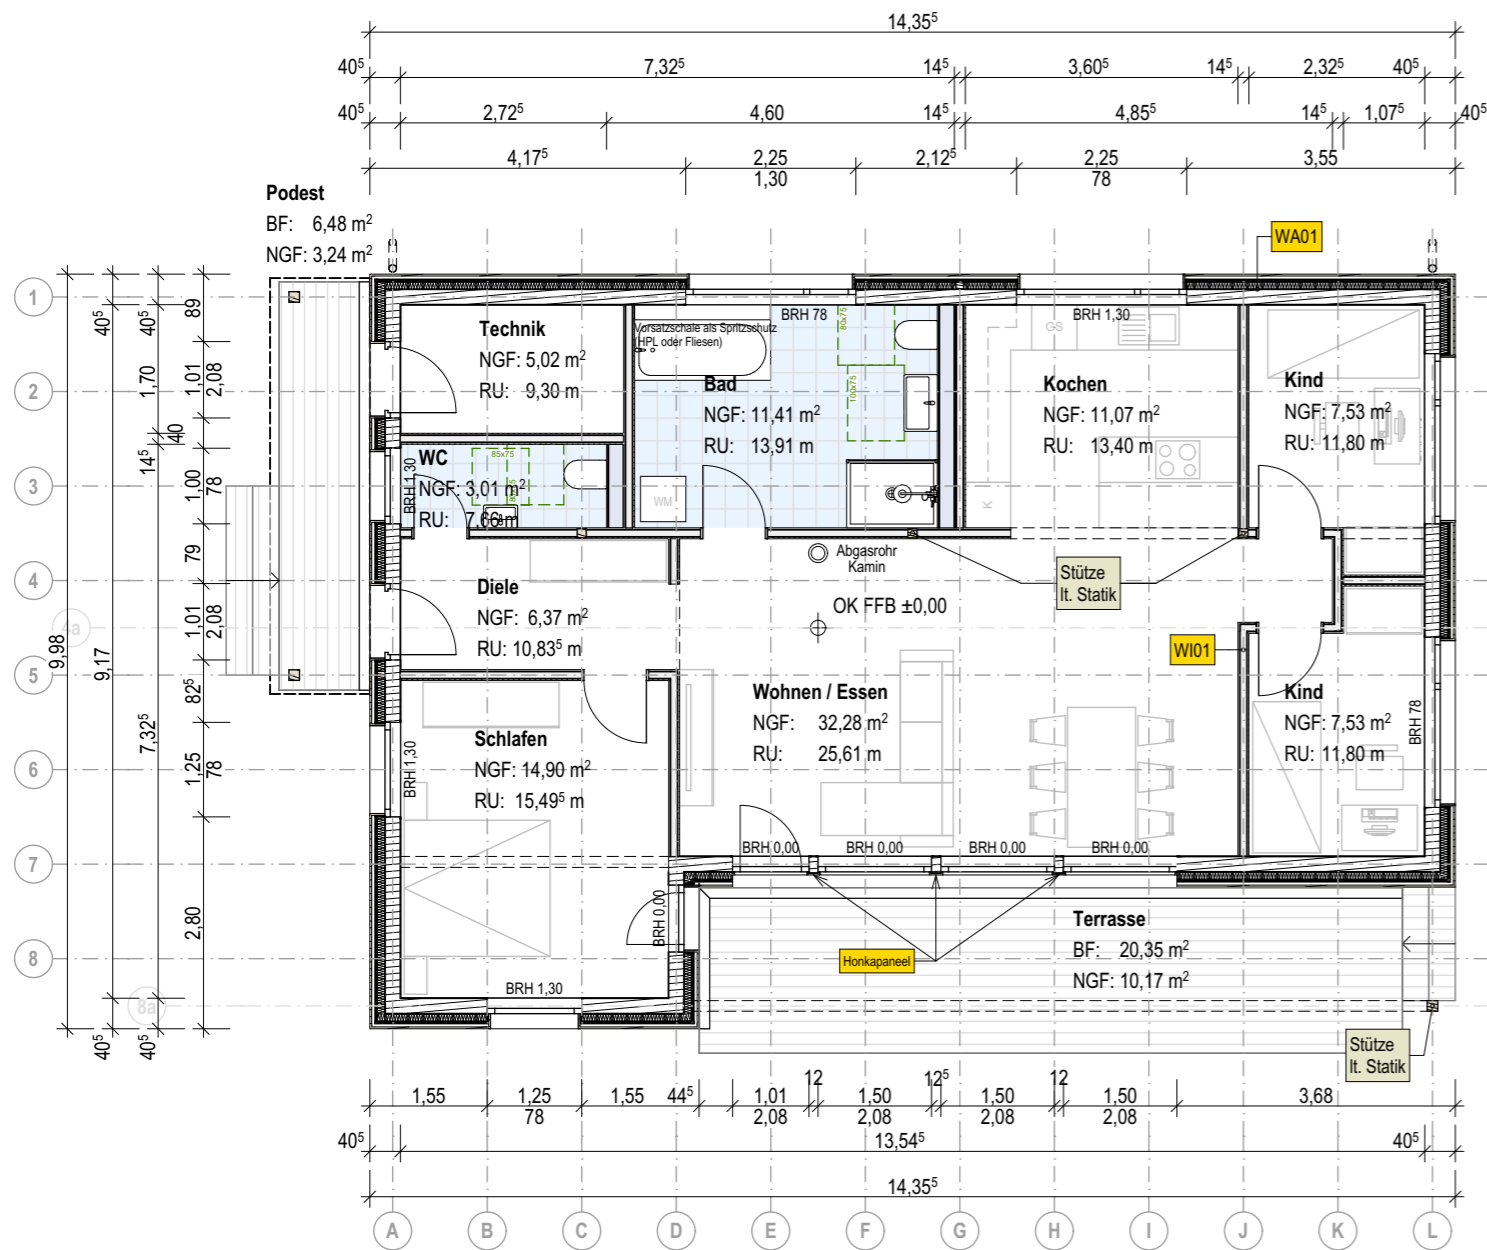 14,35⁵
40⁵ 7,32⁵ 14⁵ 3,60⁵ 14⁵ 2,32⁵ 40⁵
40⁵ 2,72⁵ 4,60 14⁵ 4,85⁵ 14⁵ 1,07⁵ 40⁵
4,17⁵ 2,25 2,12⁵ 2,25 3,55
1,30 78
Podest
BF: 6,48 m²
NGF: 3,24 m²
WA01
1
2
3
4
4a
5
6
7
8
8a
9,98
40⁵ 9,17 40⁵
40⁵ 1,70 14⁵ 7,32⁵ 40⁵
89 1,01 40 1,00 79 1,01 82⁵ 1,25 2,80
2,08 78 2,08 78
Technik
NGF: 5,02 m²
RU: 9,30 m
Vorsatzschale als Spritzschutz
(HPL oder Fliesen)
BRH 78
80x75
100x75
Bad
NGF: 11,41 m²
RU: 13,91 m
WM
BRH 1,30
GS
Kochen
NGF: 11,07 m²
RU: 13,40 m
K
Kind
NGF: 7,53 m²
RU: 11,80 m
WC
NGF: 3,01 m²
RU: 7,66 m
85x75
BRH 1,30
Abgasrohr
Kamin
Stütze
lt. Statik
Diele
NGF: 6,37 m²
RU: 10,83⁵ m
OK FFB ±0,00
WI01
Wohnen / Essen
NGF: 32,28 m²
RU: 25,61 m
Kind
NGF: 7,53 m²
RU: 11,80 m
BRH 78
Schlafen
NGF: 14,90 m²
RU: 15,49⁵ m
BRH 1,30
BRH 0,00 BRH 0,00 BRH 0,00 BRH 0,00
BRH 0,00
BRH 1,30
Terrasse
BF: 20,35 m²
NGF: 10,17 m²
Honkapaneel
Stütze
lt. Statik
12 12⁵ 12
1,55 1,25 1,55 44⁵ 1,01 1,50 1,50 1,50 3,68
78 2,08 2,08 2,08 2,08
40⁵ 13,54⁵ 40⁵
14,35⁵
A B C D E F G H I J K L